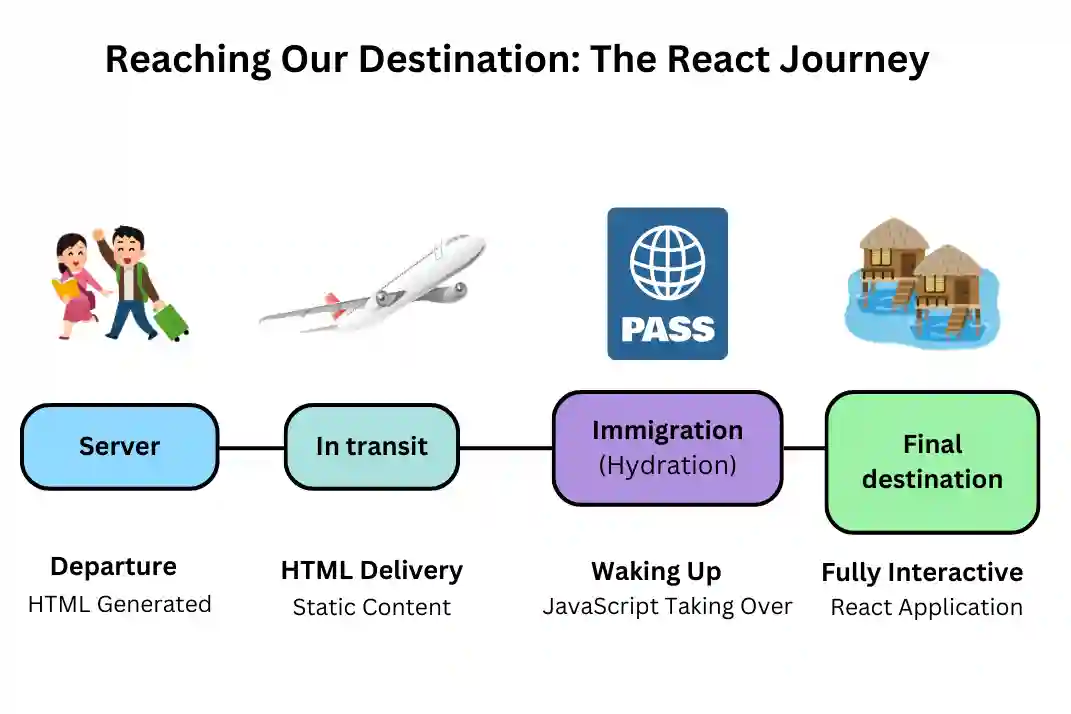 Reaching Our Destination: The React Journey
PASS
Server
In transit
Immigration
(Hydration)
Final
destination
Departure
HTML Generated
HTML Delivery
Static Content
Waking Up
JavaScript Taking Over
Fully Interactive
React Application